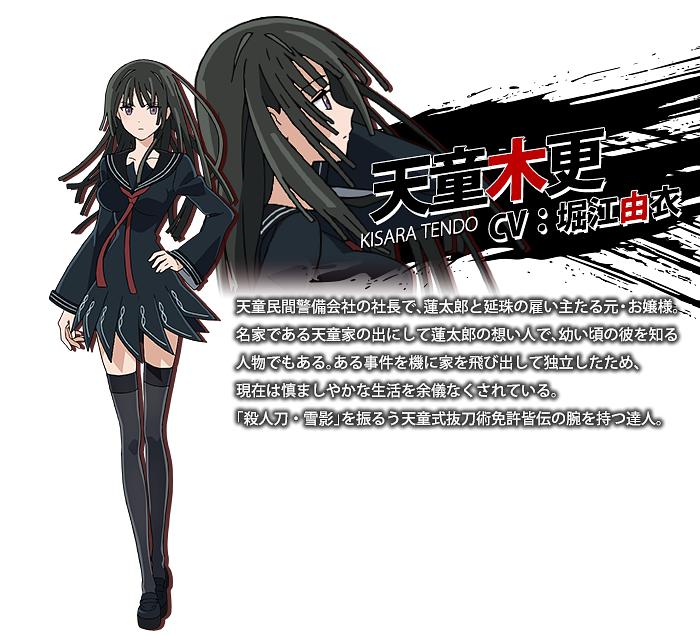 天童木更
KISARA TENDO
CV:堀江由衣
天童民間警備会社の社長で、蓮太郎と延珠の雇い主たる元・お嬢様。
名家である天童家の出にして蓮太郎の想い人で、幼い頃の彼を知る
人物でもある。ある事件を機に家を飛び出して独立したため、
現在は慎ましやかな生活を余儀なくされている。
「殺人刀・雪影」を振るう天童式抜刀術免許皆伝の腕を持つ達人。